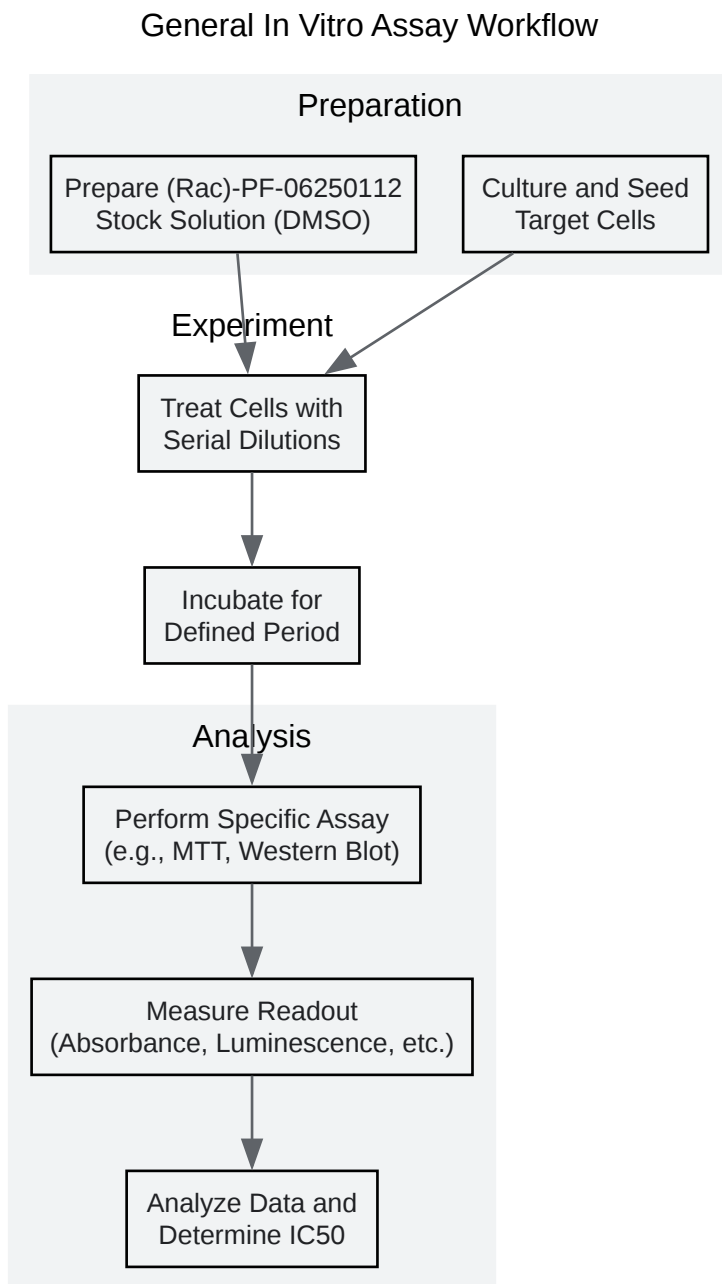 General In Vitro Assay Workflow
Preparation
Prepare (Rac)-PF-06250112
Stock Solution (DMSO)
Culture and Seed
Target Cells
Experiment
Treat Cells with
Serial Dilutions
Incubate for
Defined Period
Analysis
Perform Specific Assay
(e.g., MTT, Western Blot)
Measure Readout
(Absorbance, Luminescence, etc.)
Analyze Data and
Determine IC50